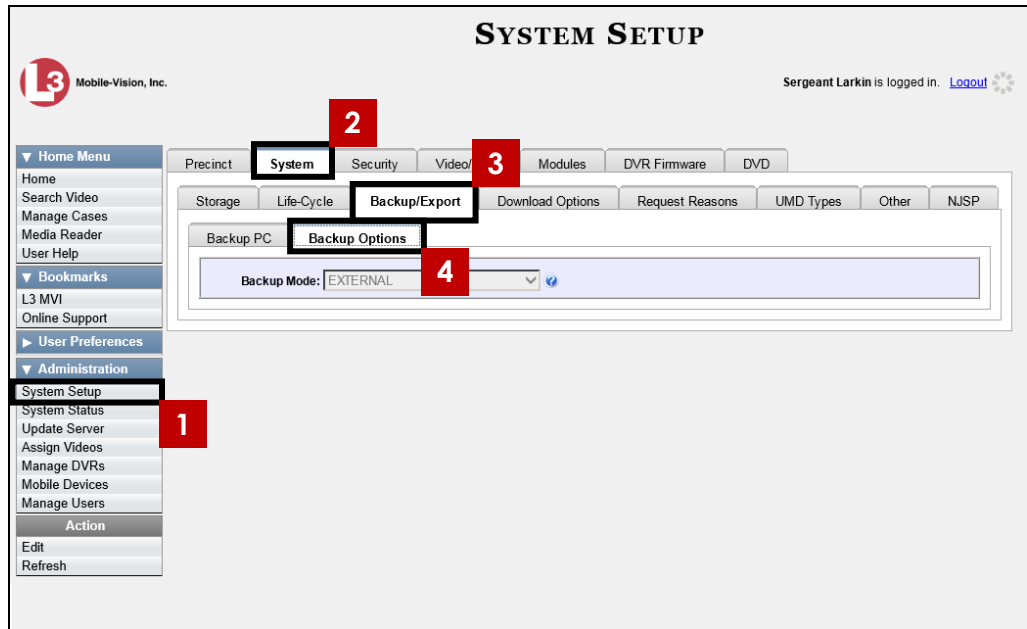 SYSTEM SETUP
L3 Mobile-Vision, Inc.
Sergeant Larkin is logged in. Logout
2
▼ Home Menu
Home
Search Video
Manage Cases
Media Reader
User Help
▼ Bookmarks
L3 MVI
Online Support
▶ User Preferences
▼ Administration
System Setup
System Status
Update Server
Assign Videos
Manage DVRs
Mobile Devices
Manage Users
Action
Edit
Refresh
1
Precinct System Security Video/ 3 Modules DVR Firmware DVD
Storage Life-Cycle Backup/Export Download Options Request Reasons UMD Types Other NJSP
Backup PC Backup Options
4
Backup Mode: EXTERNAL ?